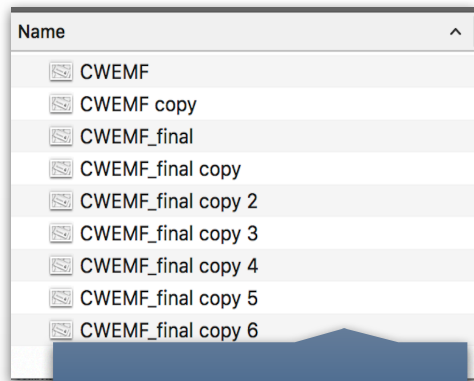 Name
CWEMF
CWEMF copy
CWEMF_final
CWEMF_final copy
CWEMF_final copy 2
CWEMF_final copy 3
CWEMF_final copy 4
CWEMF_final copy 5
CWEMF_final copy 6